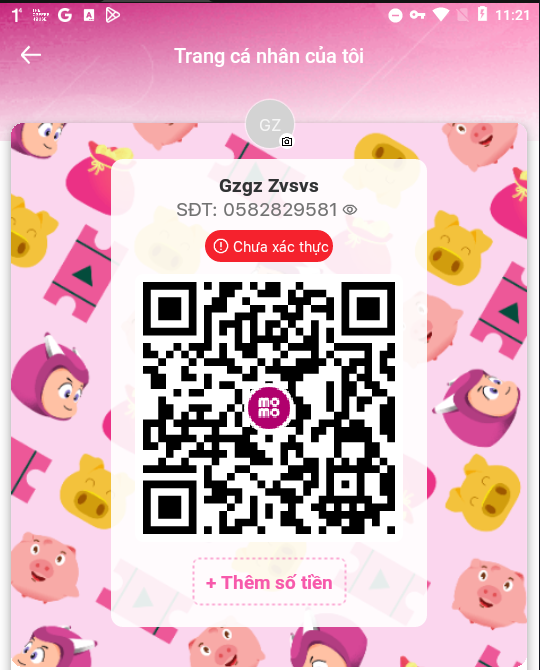 11:21
Trang cá nhân của tôi
GZ
Gzgz Zvsvs
SĐT: 0582829581
Chưa xác thực
mo
mo
+ Thêm số tiền